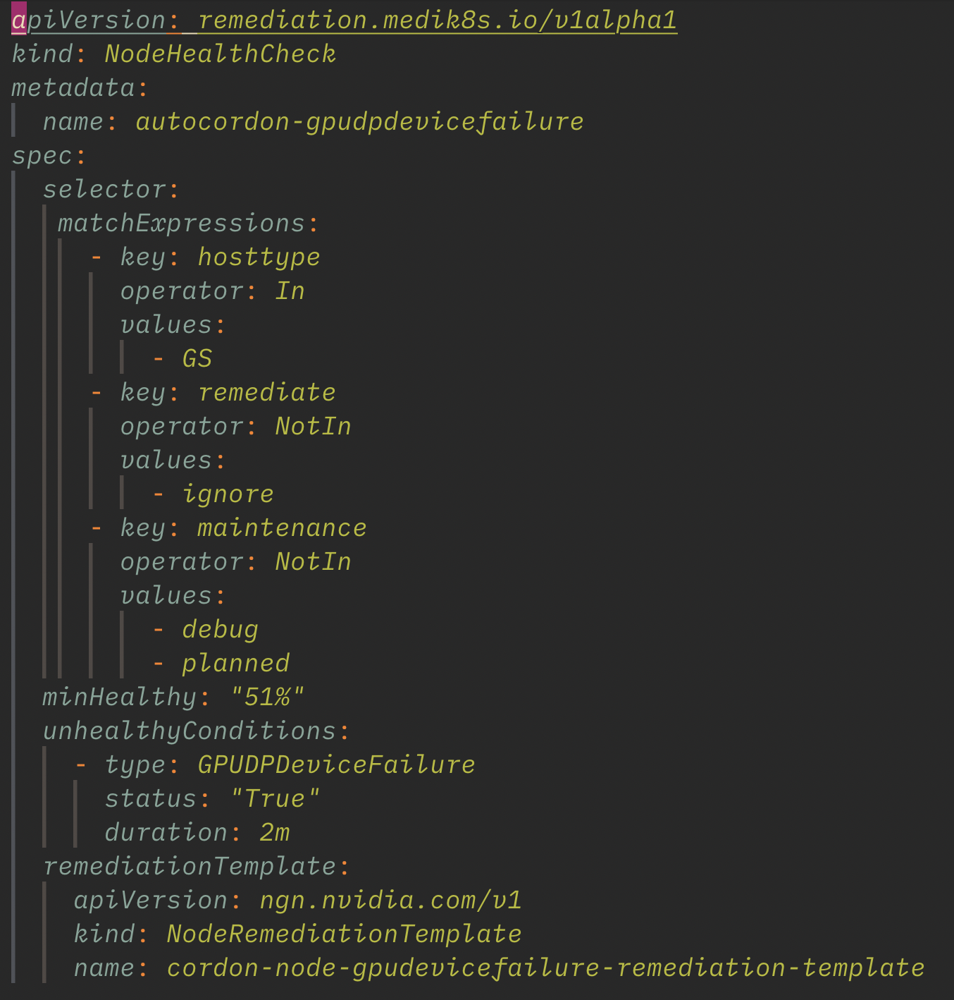 apiVersion: remediation.medik8s.io/v1alpha1
kind: NodeHealthCheck
metadata:
  name: autocordon-gpudpdevicefailure
spec:
  selector:
   matchExpressions:
     - key: hosttype
       operator: In
       values:
         - GS
     - key: remediate
       operator: NotIn
       values:
         - ignore
     - key: maintenance
       operator: NotIn
       values:
         - debug
         - planned
  minHealthy: "51%"
  unhealthyConditions:
    - type: GPUDPDeviceFailure
      status: "True"
      duration: 2m
  remediationTemplate:
    apiVersion: ngn.nvidia.com/v1
    kind: NodeRemediationTemplate
    name: cordon-node-gpudevicefailure-remediation-template